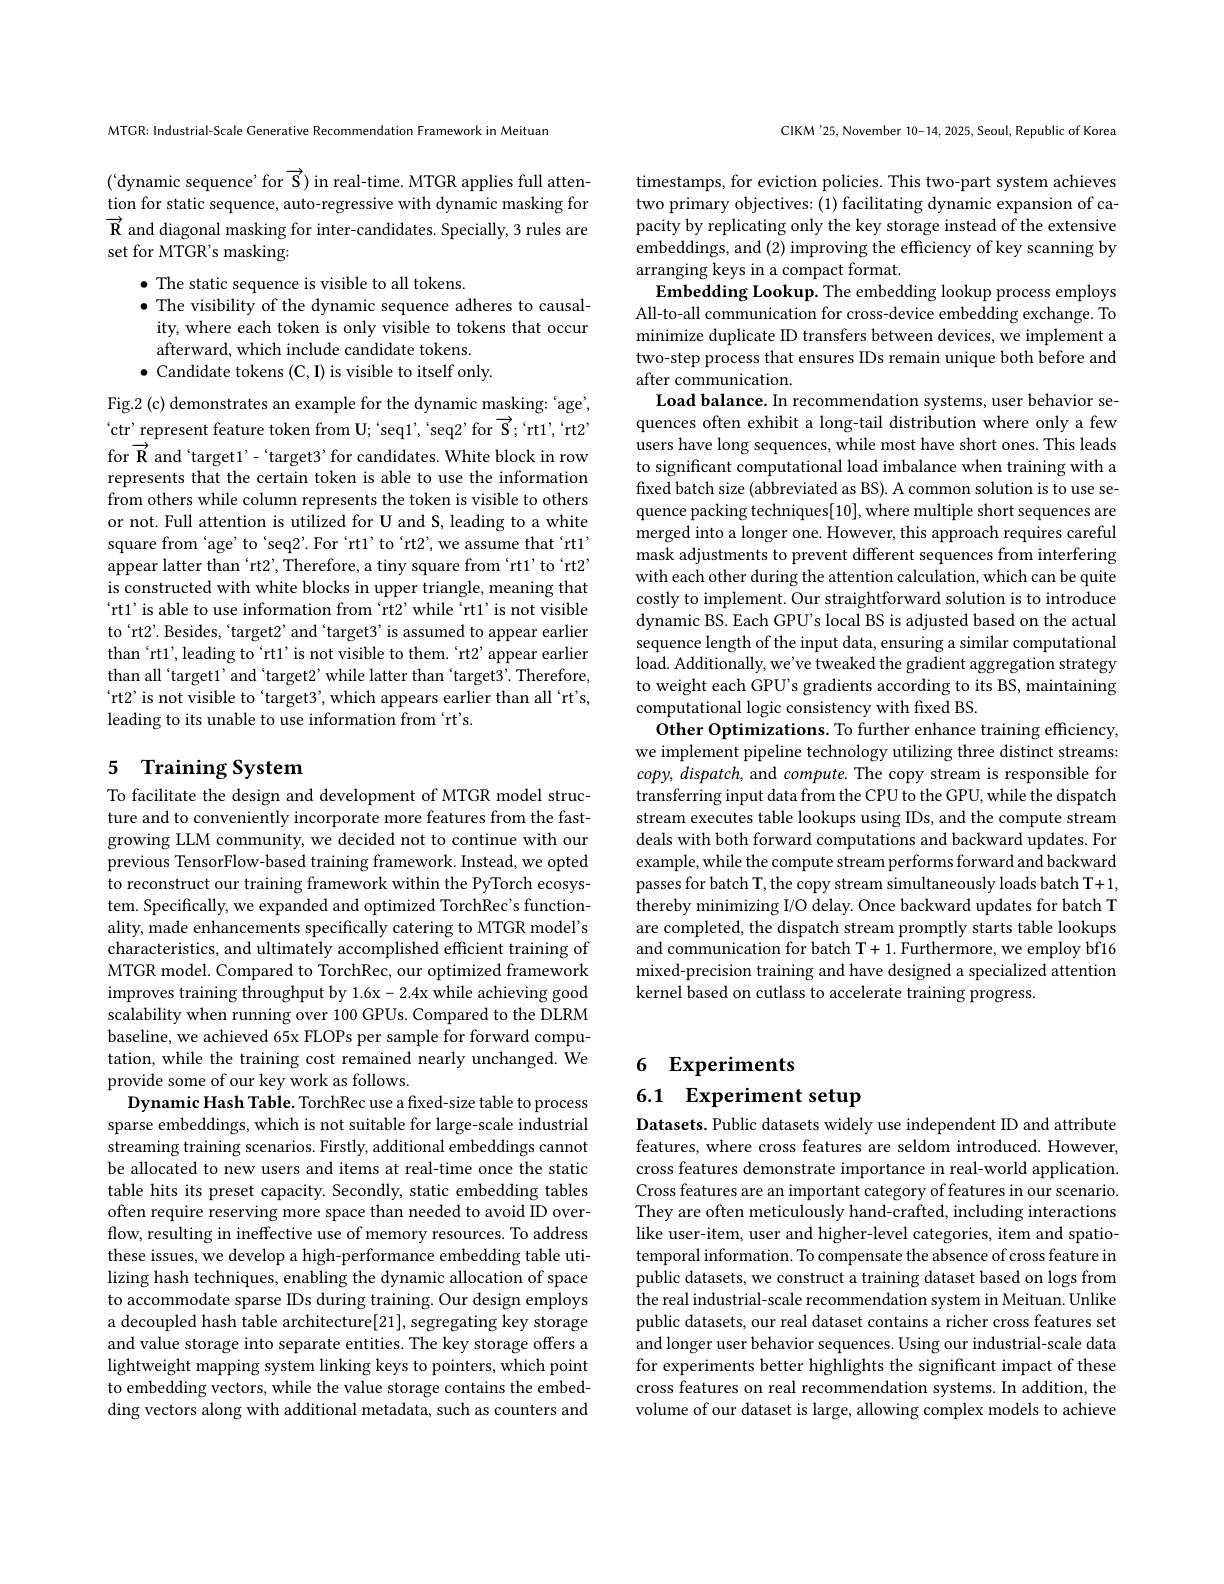 MTGR: Industrial-Scale Generative Recommendation Framework in Meituan
CIKM '25, November 10–14, 2025, Seoul, Republic of Korea
('dynamic sequence' for S⃗) in real-time. MTGR applies full atten-
tion for static sequence, auto-regressive with dynamic masking for
R⃗ and diagonal masking for inter-candidates. Specially, 3 rules are
set for MTGR's masking:
• The static sequence is visible to all tokens.
• The visibility of the dynamic sequence adheres to causal-
ity, where each token is only visible to tokens that occur
afterward, which include candidate tokens.
• Candidate tokens (C, I) is visible to itself only.
Fig.2 (c) demonstrates an example for the dynamic masking: 'age',
'ctr' represent feature token from U; 'seq1', 'seq2' for S⃗; 'rt1', 'rt2'
for R⃗ and 'target1' - 'target3' for candidates. White block in row
represents that the certain token is able to use the information
from others while column represents the token is visible to others
or not. Full attention is utilized for U and S, leading to a white
square from 'age' to 'seq2'. For 'rt1' to 'rt2', we assume that 'rt1'
appear latter than 'rt2', Therefore, a tiny square from 'rt1' to 'rt2'
is constructed with white blocks in upper triangle, meaning that
'rt1' is able to use information from 'rt2' while 'rt1' is not visible
to 'rt2'. Besides, 'target2' and 'target3' is assumed to appear earlier
than 'rt1', leading to 'rt1' is not visible to them. 'rt2' appear earlier
than all 'target1' and 'target2' while latter than 'target3'. Therefore,
'rt2' is not visible to 'target3', which appears earlier than all 'rt's,
leading to its unable to use information from 'rt's.
5 Training System
To facilitate the design and development of MTGR model struc-
ture and to conveniently incorporate more features from the fast-
growing LLM community, we decided not to continue with our
previous TensorFlow-based training framework. Instead, we opted
to reconstruct our training framework within the PyTorch ecosys-
tem. Specifically, we expanded and optimized TorchRec's function-
ality, made enhancements specifically catering to MTGR model's
characteristics, and ultimately accomplished efficient training of
MTGR model. Compared to TorchRec, our optimized framework
improves training throughput by 1.6x – 2.4x while achieving good
scalability when running over 100 GPUs. Compared to the DLRM
baseline, we achieved 65x FLOPs per sample for forward compu-
tation, while the training cost remained nearly unchanged. We
provide some of our key work as follows.
Dynamic Hash Table. TorchRec use a fixed-size table to process
sparse embeddings, which is not suitable for large-scale industrial
streaming training scenarios. Firstly, additional embeddings cannot
be allocated to new users and items at real-time once the static
table hits its preset capacity. Secondly, static embedding tables
often require reserving more space than needed to avoid ID over-
flow, resulting in ineffective use of memory resources. To address
these issues, we develop a high-performance embedding table uti-
lizing hash techniques, enabling the dynamic allocation of space
to accommodate sparse IDs during training. Our design employs
a decoupled hash table architecture[21], segregating key storage
and value storage into separate entities. The key storage offers a
lightweight mapping system linking keys to pointers, which point
to embedding vectors, while the value storage contains the embed-
ding vectors along with additional metadata, such as counters and
timestamps, for eviction policies. This two-part system achieves
two primary objectives: (1) facilitating dynamic expansion of ca-
pacity by replicating only the key storage instead of the extensive
embeddings, and (2) improving the efficiency of key scanning by
arranging keys in a compact format.
Embedding Lookup. The embedding lookup process employs
All-to-all communication for cross-device embedding exchange. To
minimize duplicate ID transfers between devices, we implement a
two-step process that ensures IDs remain unique both before and
after communication.
Load balance. In recommendation systems, user behavior se-
quences often exhibit a long-tail distribution where only a few
users have long sequences, while most have short ones. This leads
to significant computational load imbalance when training with a
fixed batch size (abbreviated as BS). A common solution is to use se-
quence packing techniques[10], where multiple short sequences are
merged into a longer one. However, this approach requires careful
mask adjustments to prevent different sequences from interfering
with each other during the attention calculation, which can be quite
costly to implement. Our straightforward solution is to introduce
dynamic BS. Each GPU's local BS is adjusted based on the actual
sequence length of the input data, ensuring a similar computational
load. Additionally, we've tweaked the gradient aggregation strategy
to weight each GPU's gradients according to its BS, maintaining
computational logic consistency with fixed BS.
Other Optimizations. To further enhance training efficiency,
we implement pipeline technology utilizing three distinct streams:
copy, dispatch, and compute. The copy stream is responsible for
transferring input data from the CPU to the GPU, while the dispatch
stream executes table lookups using IDs, and the compute stream
deals with both forward computations and backward updates. For
example, while the compute stream performs forward and backward
passes for batch T, the copy stream simultaneously loads batch T+1,
thereby minimizing I/O delay. Once backward updates for batch T
are completed, the dispatch stream promptly starts table lookups
and communication for batch T + 1. Furthermore, we employ bf16
mixed-precision training and have designed a specialized attention
kernel based on cutlass to accelerate training progress.
6 Experiments
6.1 Experiment setup
Datasets. Public datasets widely use independent ID and attribute
features, where cross features are seldom introduced. However,
cross features demonstrate importance in real-world application.
Cross features are an important category of features in our scenario.
They are often meticulously hand-crafted, including interactions
like user-item, user and higher-level categories, item and spatio-
temporal information. To compensate the absence of cross feature in
public datasets, we construct a training dataset based on logs from
the real industrial-scale recommendation system in Meituan. Unlike
public datasets, our real dataset contains a richer cross features set
and longer user behavior sequences. Using our industrial-scale data
for experiments better highlights the significant impact of these
cross features on real recommendation systems. In addition, the
volume of our dataset is large, allowing complex models to achieve